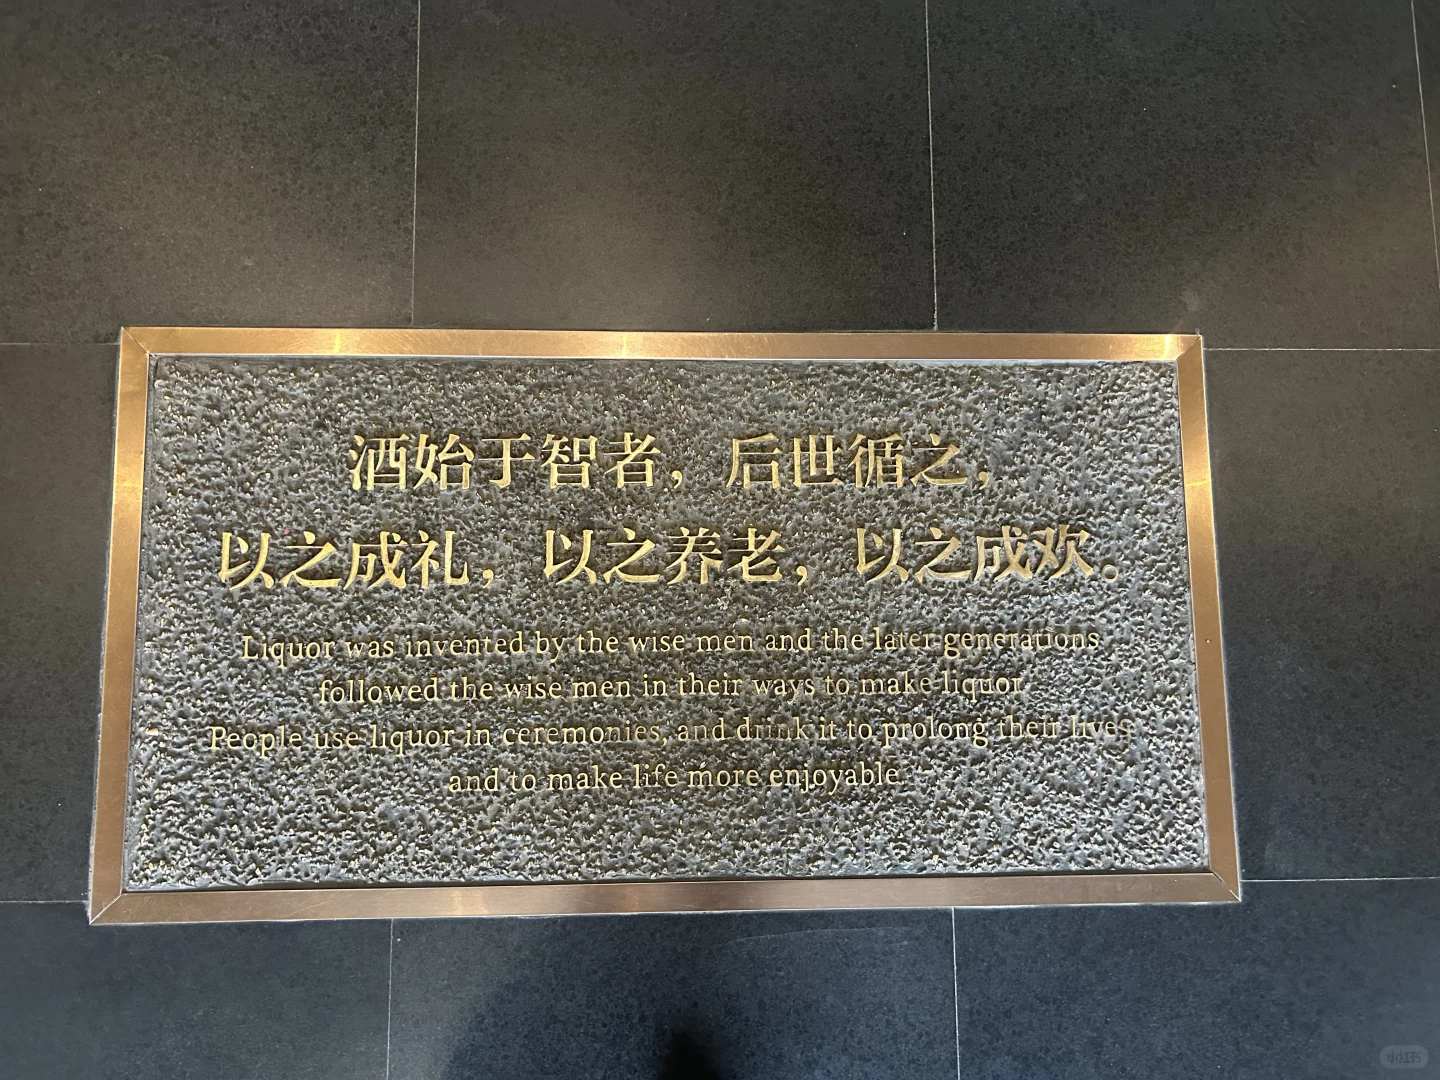 酒始于智者，后世循之，
以之成礼，以之养老，以之成欢。
Liquor was invented by the wise men and the later generations
followed the wise men in their ways to make liquor.
People use liquor in ceremonies, and drink it to prolong their lives
and to make life more enjoyable.
小红书